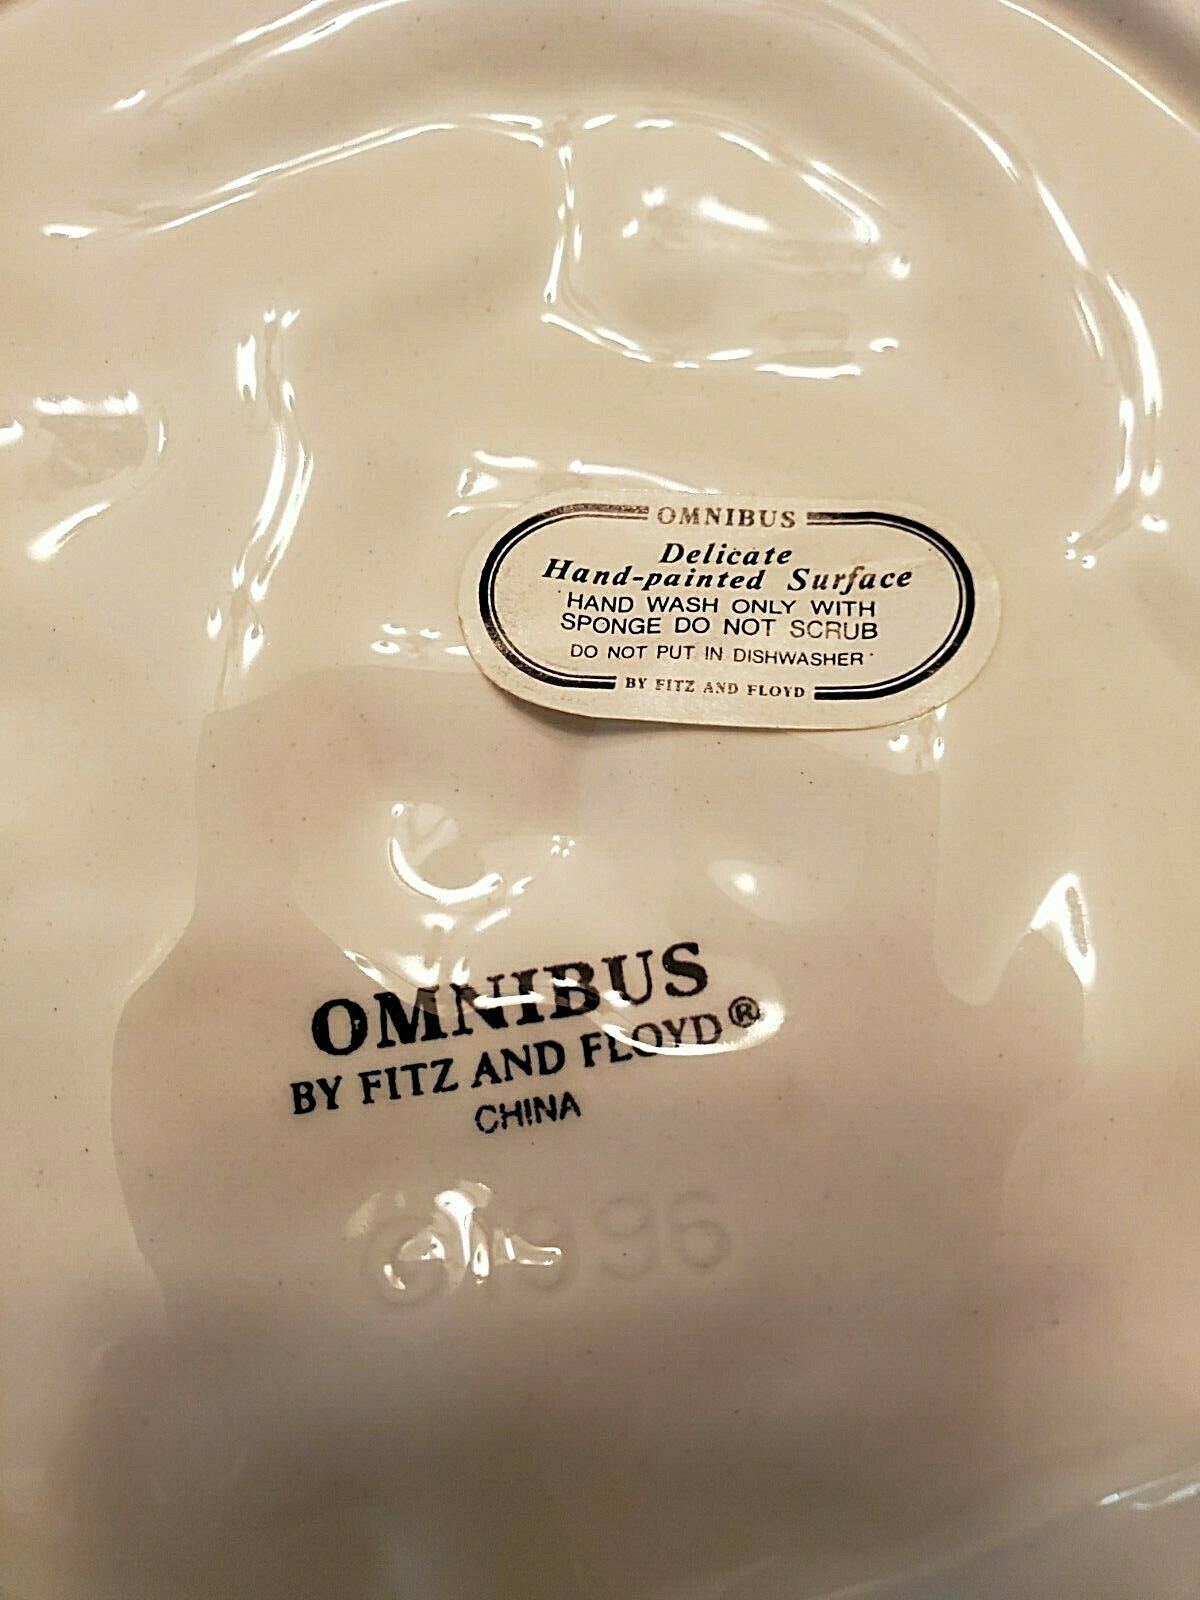 OMNIBUS
Delicate
Hand-painted Surface
HAND WASH ONLY WITH
SPONGE DO NOT SCRUB
DO NOT PUT IN DISHWASHER
BY FITZ AND FLOYD
OMNIBUS
BY FITZ AND FLOYD®
CHINA
©1996